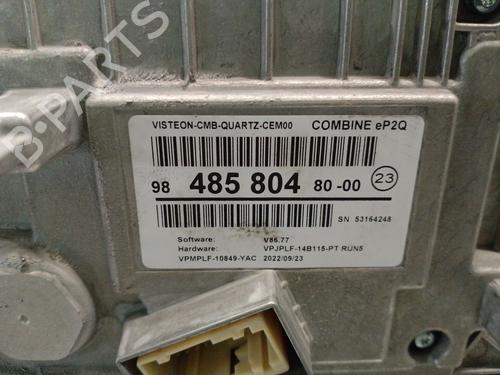 B-PARTS
VISTEON-CMB-QUARTZ-CEM00 COMBINE eP2Q
98 485 804 80-00 23
SN 53164248
Software: V86.77
Hardware: VPJPLF-14B115-PT RUN5
VPMPLF-10849-YAC 2022/09/23